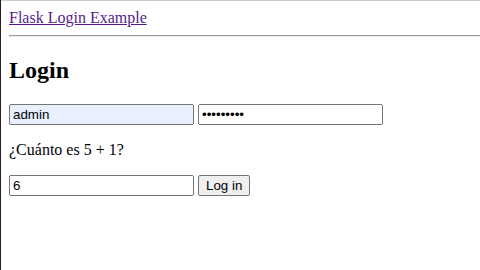 Flask Login Example
Login
admin •••••••••
¿Cuánto es 5 + 1?
6 Log in